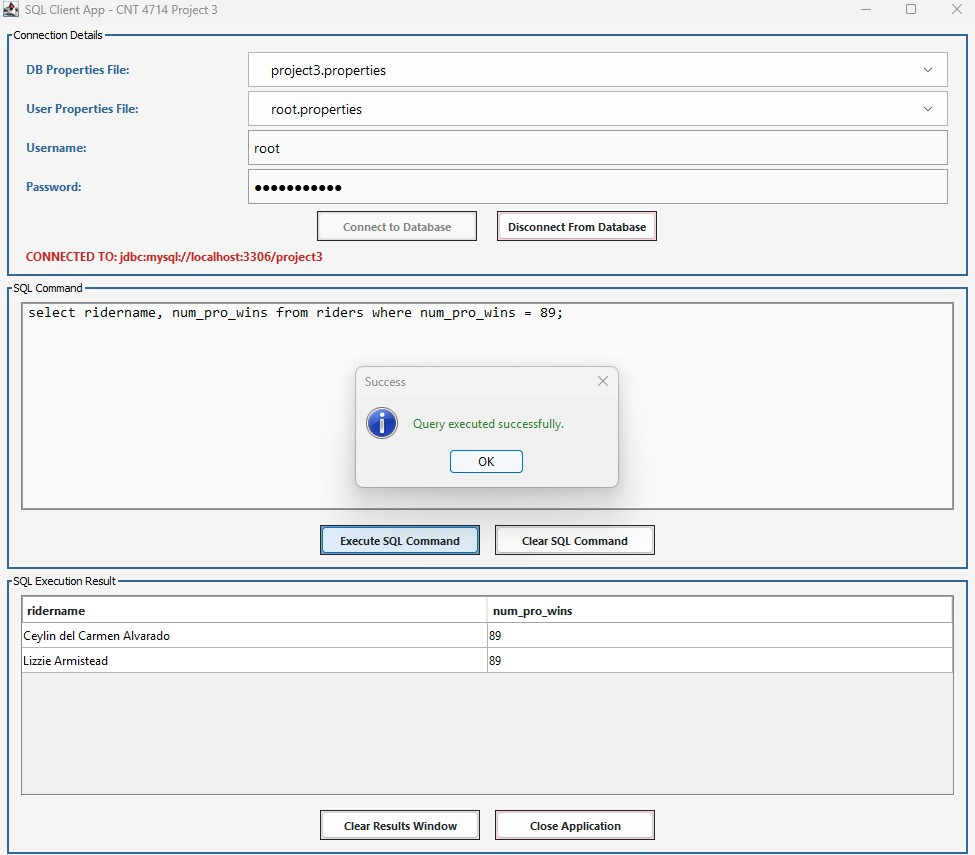 SQL Client App - CNT 4714 Project 3
Connection Details
DB Properties File: project3.properties
User Properties File: root.properties
Username: root
Password: ●●●●●●●●●●●
Connect to Database Disconnect From Database
CONNECTED TO: jdbc:mysql://localhost:3306/project3
SQL Command
select ridername, num_pro_wins from riders where num_pro_wins = 89;
Success
Query executed successfully.
OK
Execute SQL Command Clear SQL Command
SQL Execution Result
ridername num_pro_wins
Ceylin del Carmen Alvarado 89
Lizzie Armistead 89
Clear Results Window Close Application